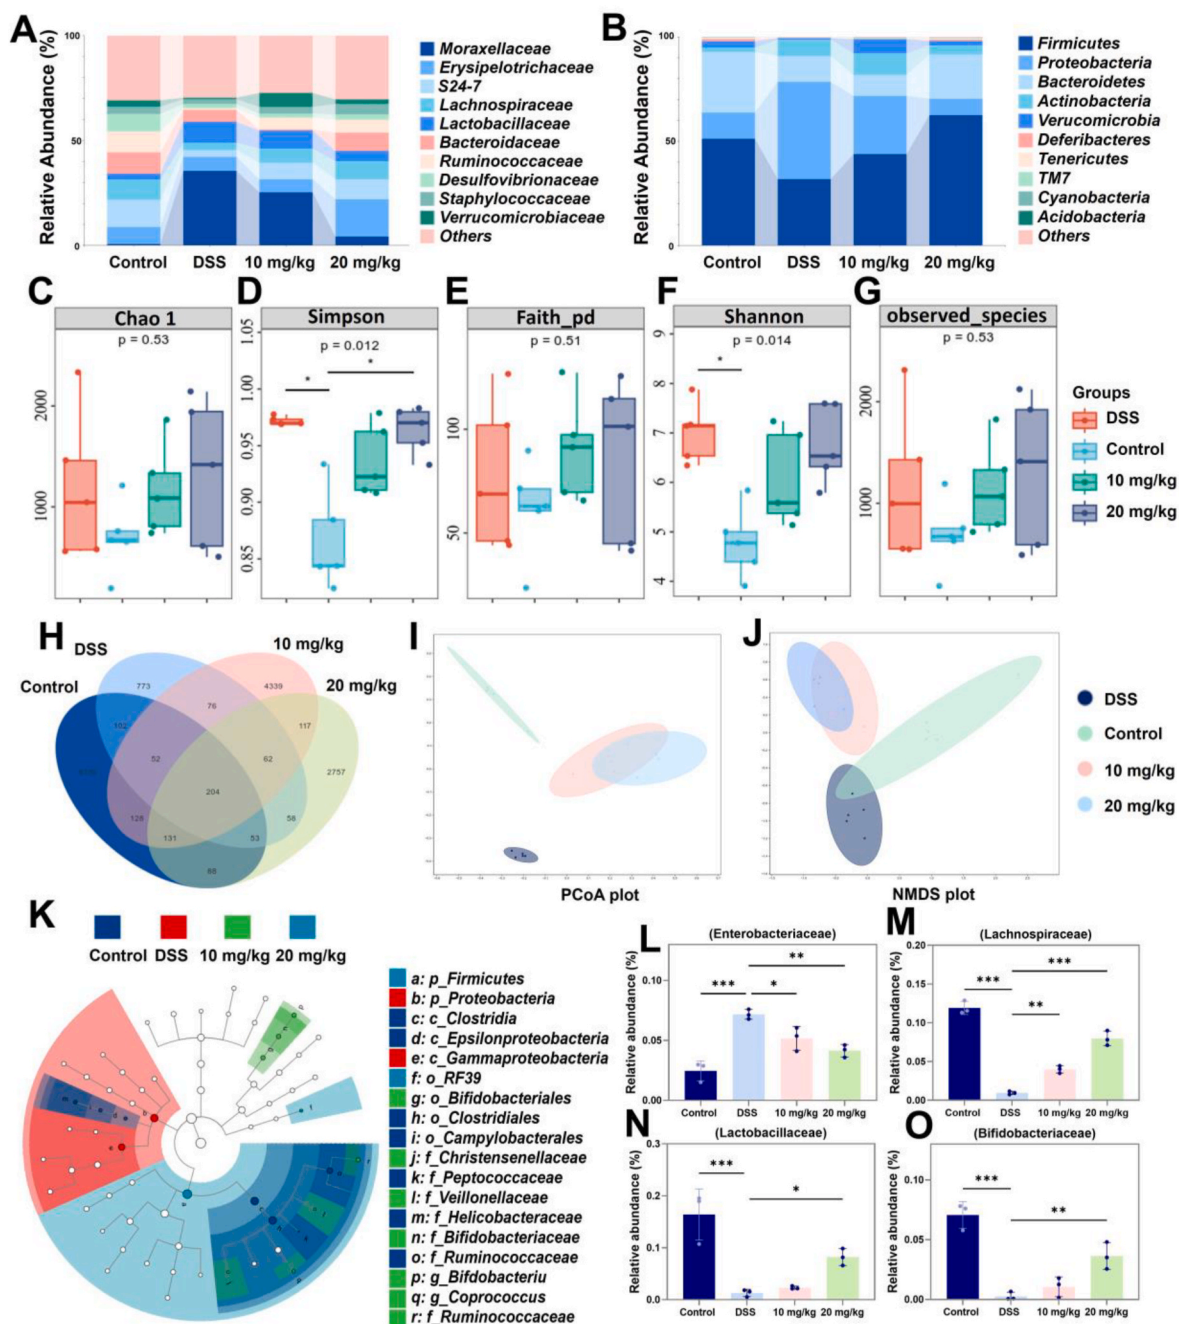 A
Relative Abundance (%)
100
50
0
Control DSS 10 mg/kg 20 mg/kg
Moraxellaceae
Erysipelotrichaceae
S24-7
Lachnospiraceae
Lactobacillaceae
Bacteroidaceae
Ruminococcaceae
Desulfovibrionaceae
Staphylococcaceae
Verrucomicrobiaceae
Others
B
Relative Abundance (%)
100
50
0
Control DSS 10 mg/kg 20 mg/kg
Firmicutes
Proteobacteria
Bacteroidetes
Actinobacteria
Verucomicrobia
Deferibacteres
Tenericutes
TM7
Cyanobacteria
Acidobacteria
Others
C
Chao 1
p = 0.53
2000
1000
D
Simpson
p = 0.012
* *
1.05
1.00
0.95
0.90
0.85
E
Faith_pd
p = 0.51
100
50
F
Shannon
p = 0.014
*
9
8
7
6
5
4
G
observed_species
p = 0.53
2000
1000
Groups
DSS
Control
10 mg/kg
20 mg/kg
H
DSS
10 mg/kg
Control
20 mg/kg
773
4339
76
117
52
62
2757
204
128
58
131
53
88
I
PCoA plot
J
NMDS plot
DSS
Control
10 mg/kg
20 mg/kg
K
Control DSS 10 mg/kg 20 mg/kg
a: p_Firmicutes
b: p_Proteobacteria
c: c_Clostridia
d: c_Epsilonproteobacteria
e: c_Gammaproteobacteria
f: o_RF39
g: o_Bifidobacteriales
h: o_Clostridiales
i: o_Campylobacterales
j: f_Christensenellaceae
k: f_Peptococcaceae
l: f_Veillonellaceae
m: f_Helicobacteraceae
n: f_Bifidobacteriaceae
o: f_Ruminococcaceae
p: g_Bifdobacteriu
q: g_Coprococcus
r: f_Ruminococcaceae
L
(Enterobacteriaceae)
Relative abundance (%)
0.10
0.05
0.00
**
*** *
Control DSS 10 mg/kg 20 mg/kg
M
(Lachnospiraceae)
Relative abundance (%)
0.20
0.15
0.10
0.05
0.00
*** ***
**
Control DSS 10 mg/kg 20 mg/kg
N
(Lactobacillaceae)
Relative abundance (%)
0.3
0.2
0.1
0.0
***
*
Control DSS 10 mg/kg 20 mg/kg
O
(Bifidobacteriaceae)
Relative abundance (%)
0.15
0.10
0.05
0.00
***
**
Control DSS 10 mg/kg 20 mg/kg